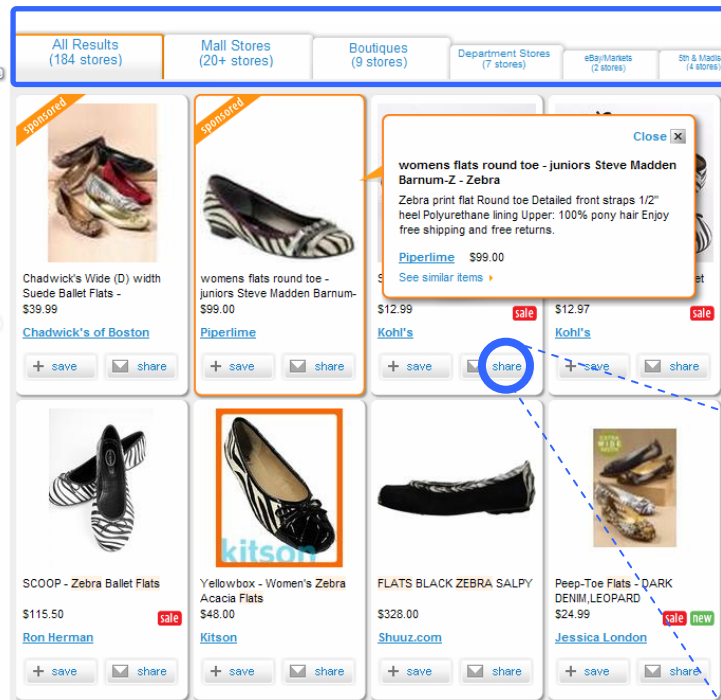 All Results
(184 stores)
Mall Stores
(20+ stores)
Boutiques
(9 stores)
Department Stores
(7 stores)
eBay/Markets
(2 stores)
5th & Madis
(4 stores)
sponsored
sponsored
Close X
womens flats round toe - juniors Steve Madden
Barnum-Z - Zebra
Zebra print flat Round toe Detailed front straps 1/2"
heel Polyurethane lining Upper: 100% pony hair Enjoy
free shipping and free returns.
Piperlime $99.00
See similar items
Chadwick's Wide (D) width
Suede Ballet Flats -
$39.99
Chadwick's of Boston
+ save share
womens flats round toe -
juniors Steve Madden Barnum-
$99.00
Piperlime
+ save share
$12.99
sale
Kohl's
+ save share
$12.97
sale
Kohl's
+ save share
SCOOP - Zebra Ballet Flats
$115.50
sale
Ron Herman
+ save share
kitson
Yellowbox - Women's Zebra
Acacia Flats
$48.00
Kitson
+ save share
FLATS BLACK ZEBRA SALPY
$328.00
Shuuz.com
+ save share
EXTRA
WIDE
WIDTH
Peep-Toe Flats - DARK
DENIM,LEOPARD
$24.99
sale new
Jessica London
+ save share